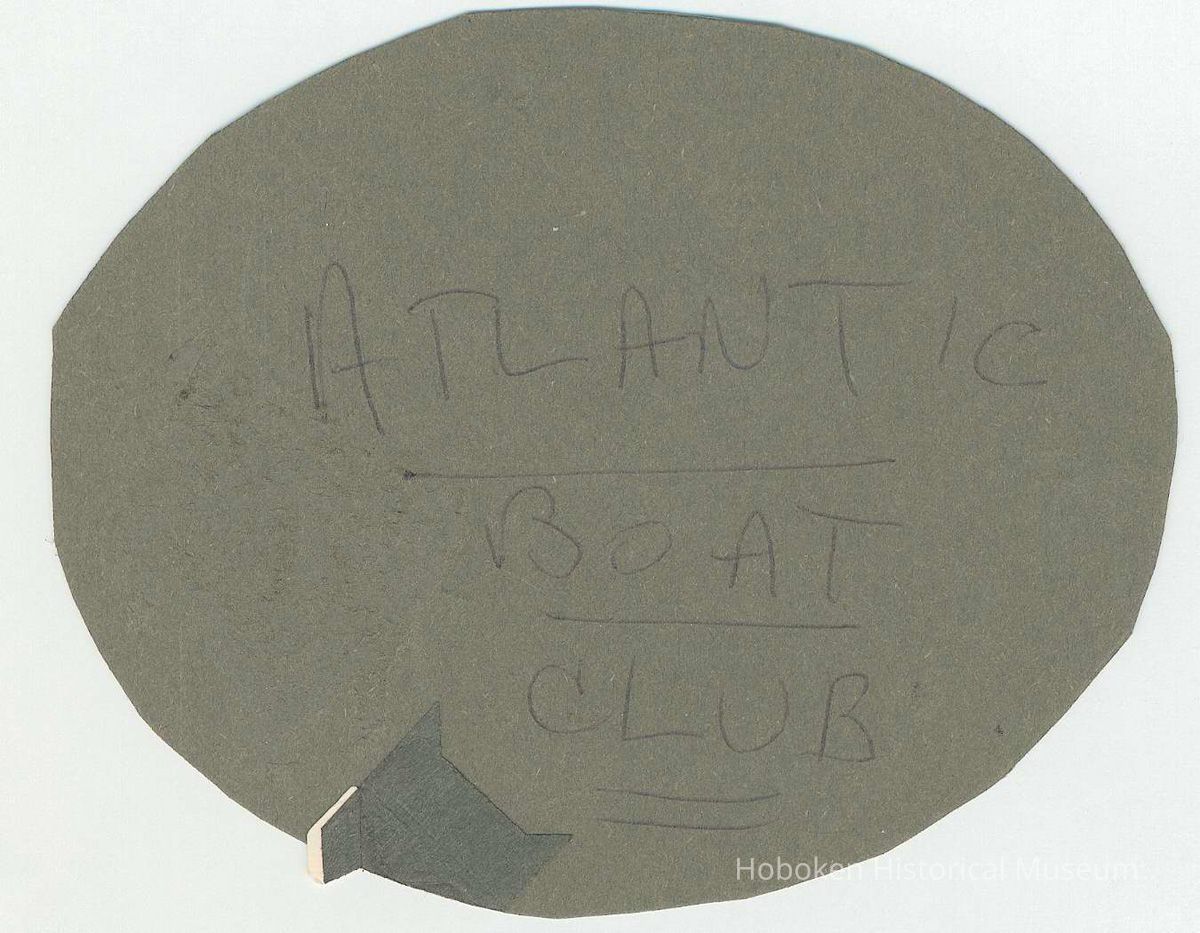 ATLANTIC
BOAT
CLUB
Hoboken Historical Museum